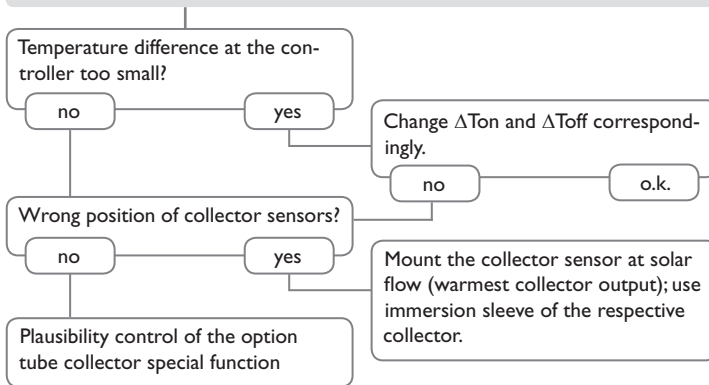 Temperature difference at the con-
troller too small?
no
yes
Change ΔTon and ΔToff correspond-
ingly.
no
o.k.
Wrong position of collector sensors?
no
yes
Mount the collector sensor at solar
flow (warmest collector output); use
immersion sleeve of the respective
collector.
Plausibility control of the option
tube collector special function